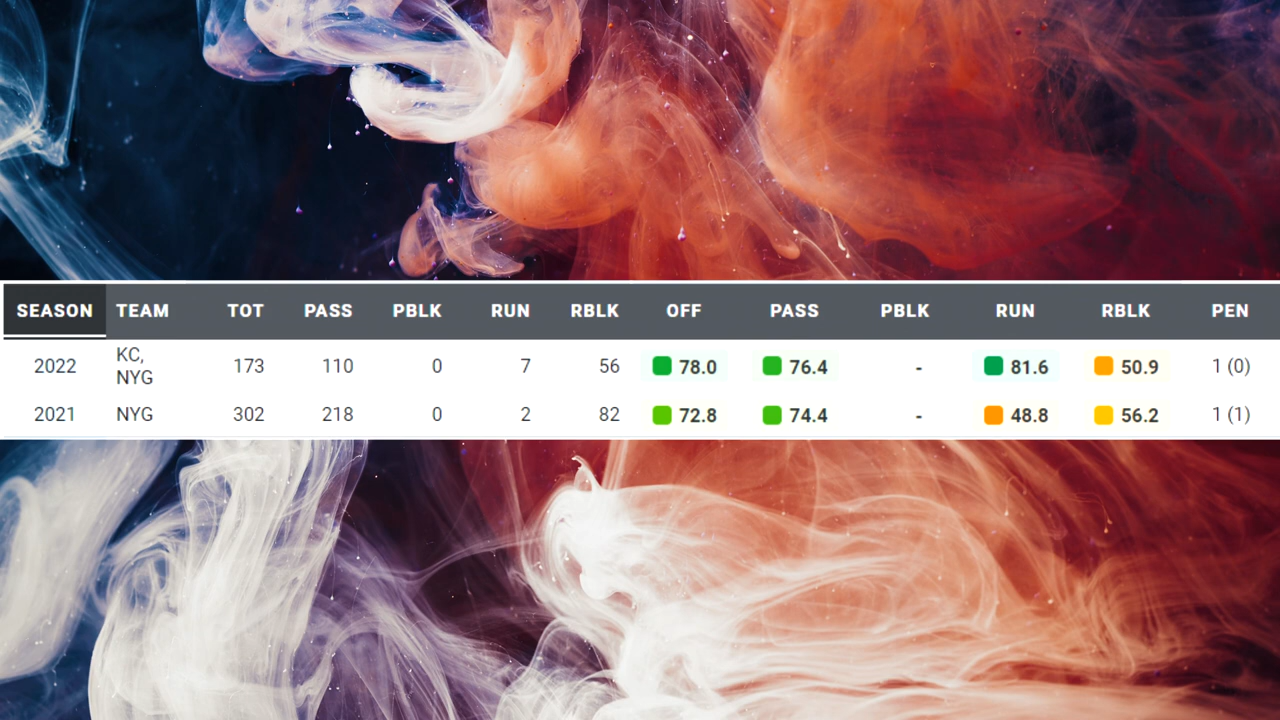 SEASON TEAM TOT PASS PBLK RUN RBLK OFF PASS PBLK RUN RBLK PEN
2022 KC, NYG 173 110 0 7 56 78.0 76.4 - 81.6 50.9 1 (0)
2021 NYG 302 218 0 2 82 72.8 74.4 - 48.8 56.2 1 (1)